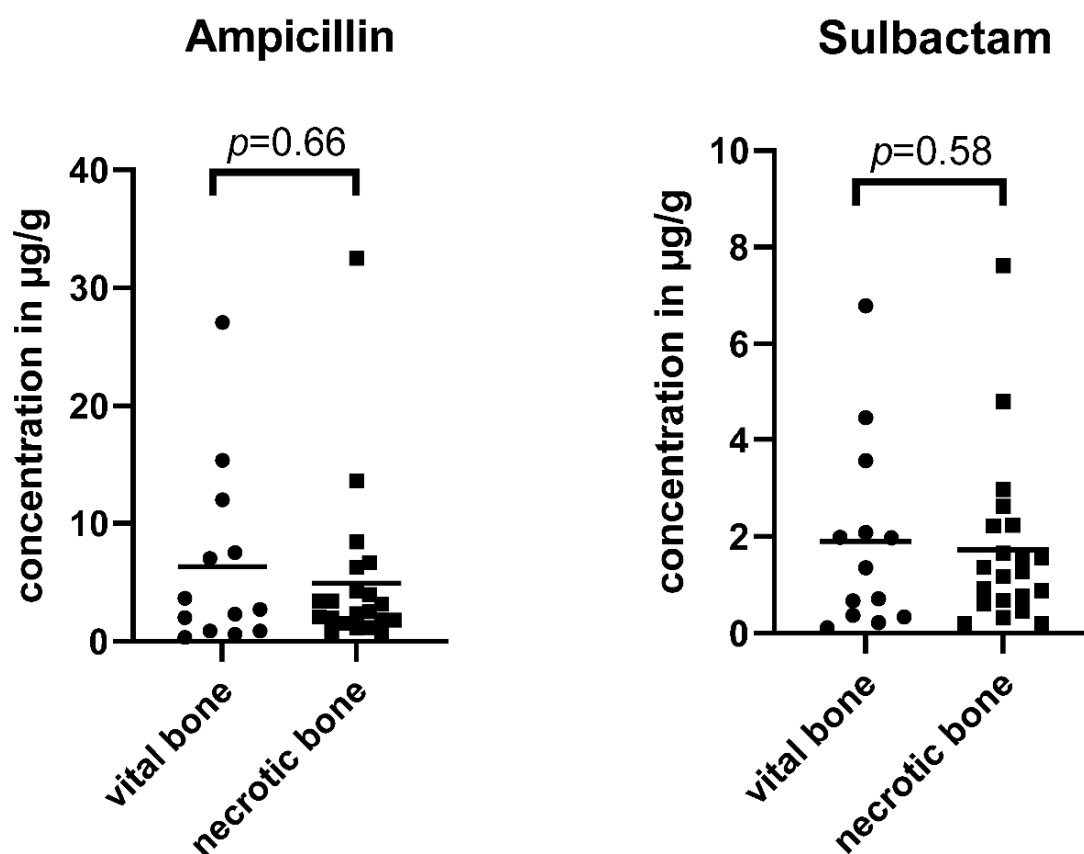 Ampicillin
p=0.66
40
30
20
10
0
concentration in µg/g
vital bone
necrotic bone
Sulbactam
p=0.58
10
8
6
4
2
0
concentration in µg/g
vital bone
necrotic bone